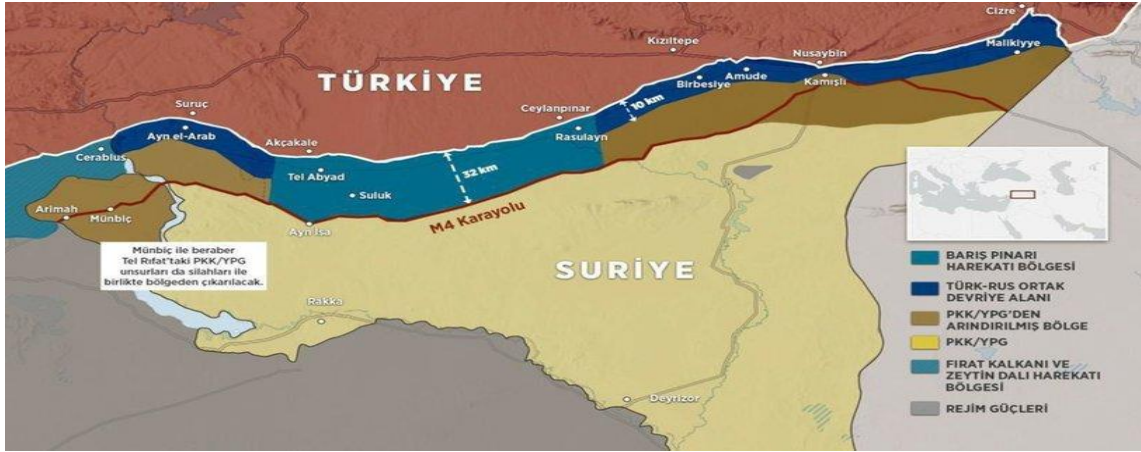 Cizre
Kızıltepe
Nusaybin
Malikiyye
TÜRKİYE
Amude
Birbesiye
Kamışlı
Suruç
Ceylanpınar
10 km
Ayn el-Arab
Akçakale
Rasulayn
Cerablus
Tel Abyad
32 km
Suluk
Arimah
Münbiç
M4 Karayolu
Ayn İsa
Münbiç ile beraber
Tel Rıfat'taki PKK/YPG
unsurları da silahları ile
birlikte bölgeden çıkarılacak.
SURİYE
Rakka
Deyrizor
BARIŞ PINARI
HAREKATI BÖLGESİ
TÜRK-RUS ORTAK
DEVRİYE ALANI
PKK/YPG'DEN
ARINDIRILMIŞ BÖLGE
PKK/YPG
FIRAT KALKANI VE
ZEYTİN DALI HAREKATI
BÖLGESİ
REJİM GÜÇLERİ